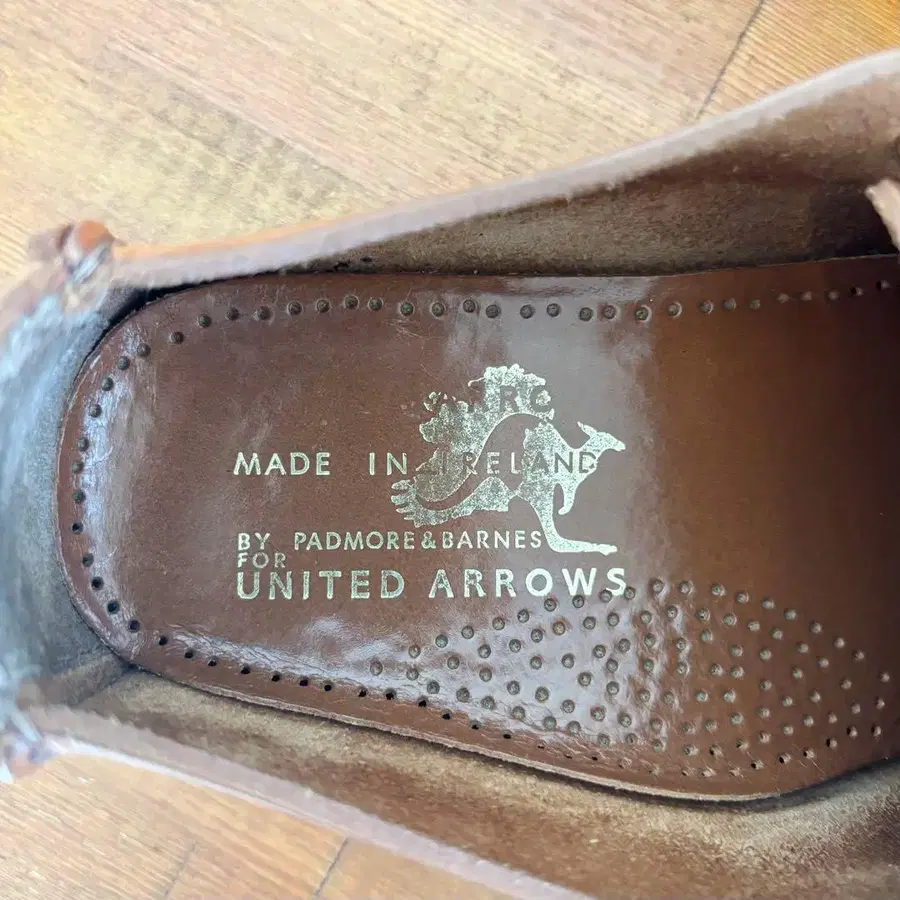 MADE IN IRELAND
BY PADMORE & BARNES
FOR
UNITED ARROWS